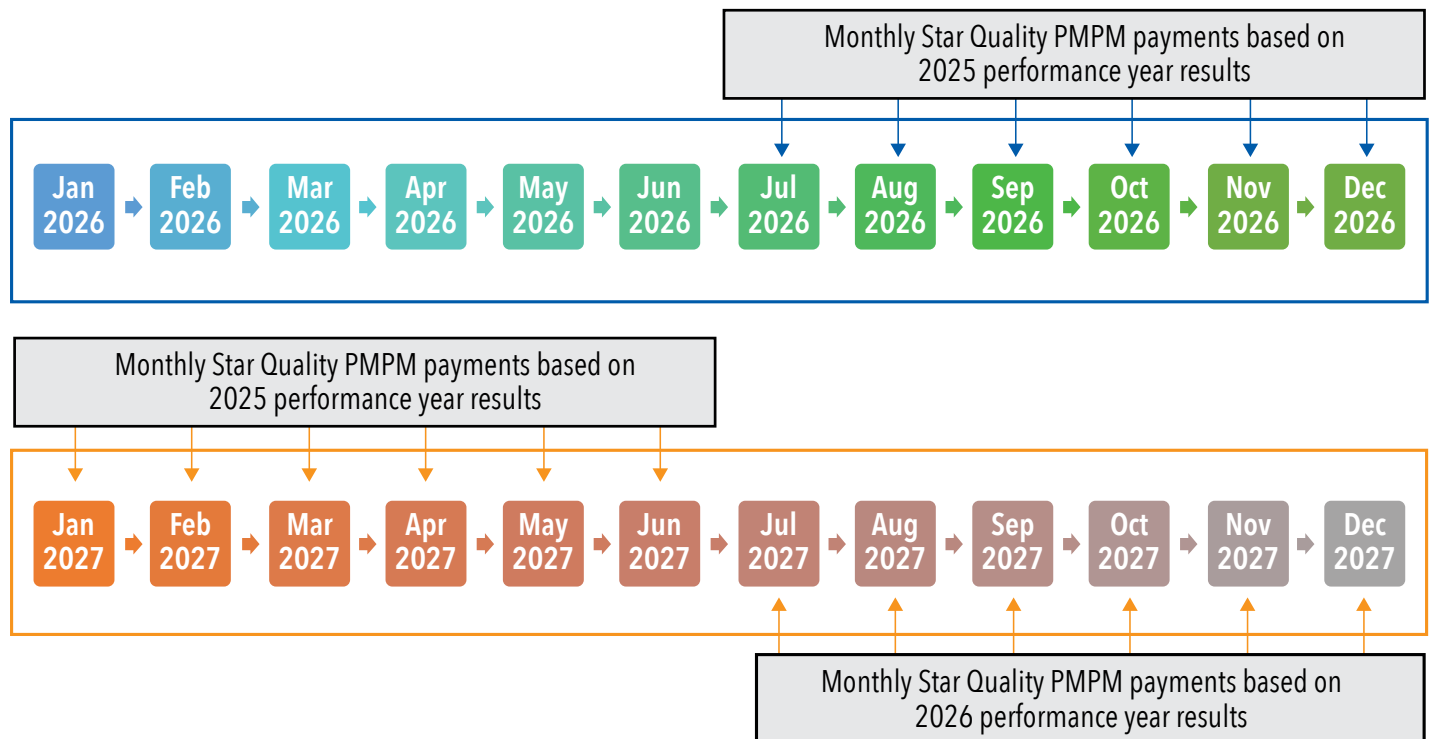 Monthly Star Quality PMPM payments based on
2025 performance year results
Jan
2026
Feb
2026
Mar
2026
Apr
2026
May
2026
Jun
2026
Jul
2026
Aug
2026
Sep
2026
Oct
2026
Nov
2026
Dec
2026
Monthly Star Quality PMPM payments based on
2025 performance year results
Jan
2027
Feb
2027
Mar
2027
Apr
2027
May
2027
Jun
2027
Jul
2027
Aug
2027
Sep
2027
Oct
2027
Nov
2027
Dec
2027
Monthly Star Quality PMPM payments based on
2026 performance year results